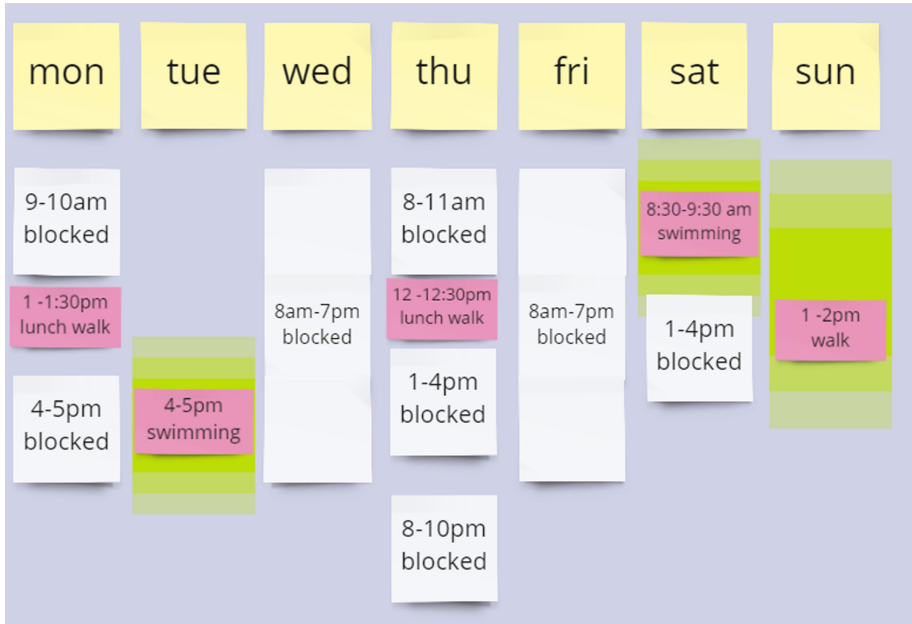 mon
tue
wed
thu
fri
sat
sun
9-10am
blocked
1 -1:30pm
lunch walk
4-5pm
blocked
4-5pm
swimming
8am-7pm
blocked
8-11am
blocked
12 -12:30pm
lunch walk
1-4pm
blocked
8-10pm
blocked
8am-7pm
blocked
8:30-9:30 am
swimming
1-4pm
blocked
1 -2pm
walk